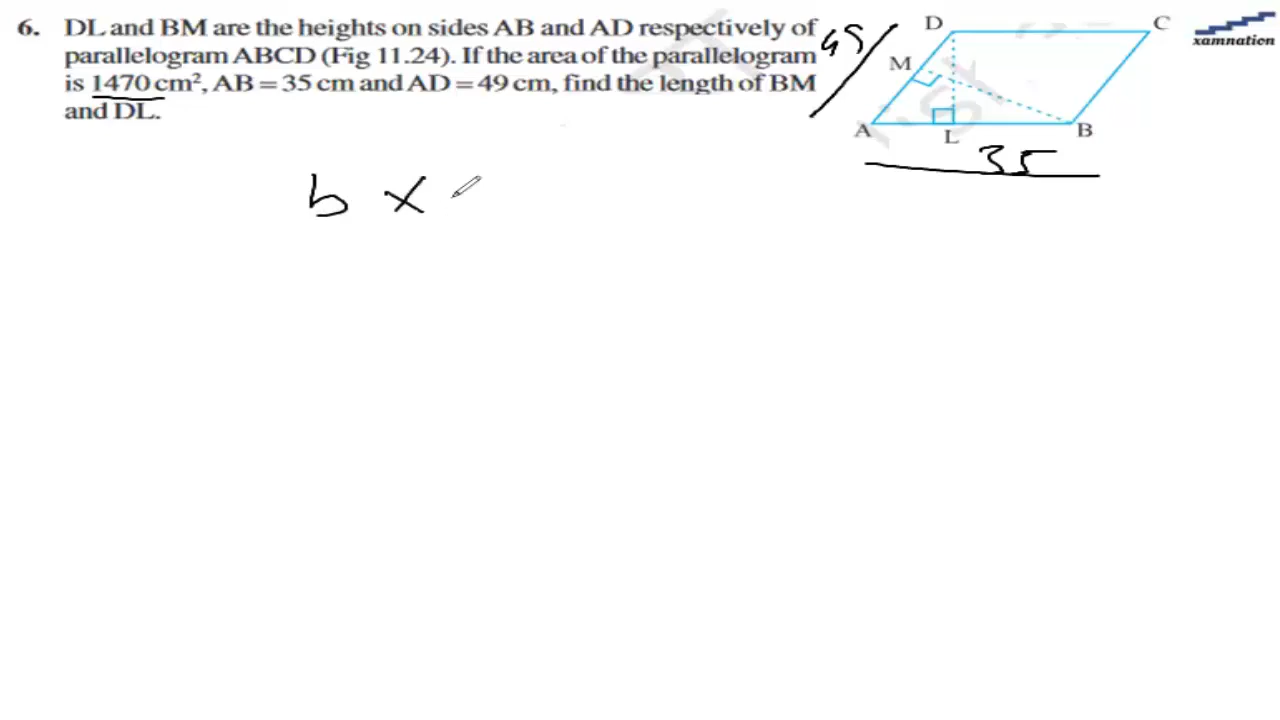 6. DL and BM are the heights on sides AB and AD respectively of
parallelogram ABCD (Fig 11.24). If the area of the parallelogram
is 1470 cm², AB = 35 cm and AD = 49 cm, find the length of BM
and DL.
D
C
M
A
L
B
35
b ×
xamnation